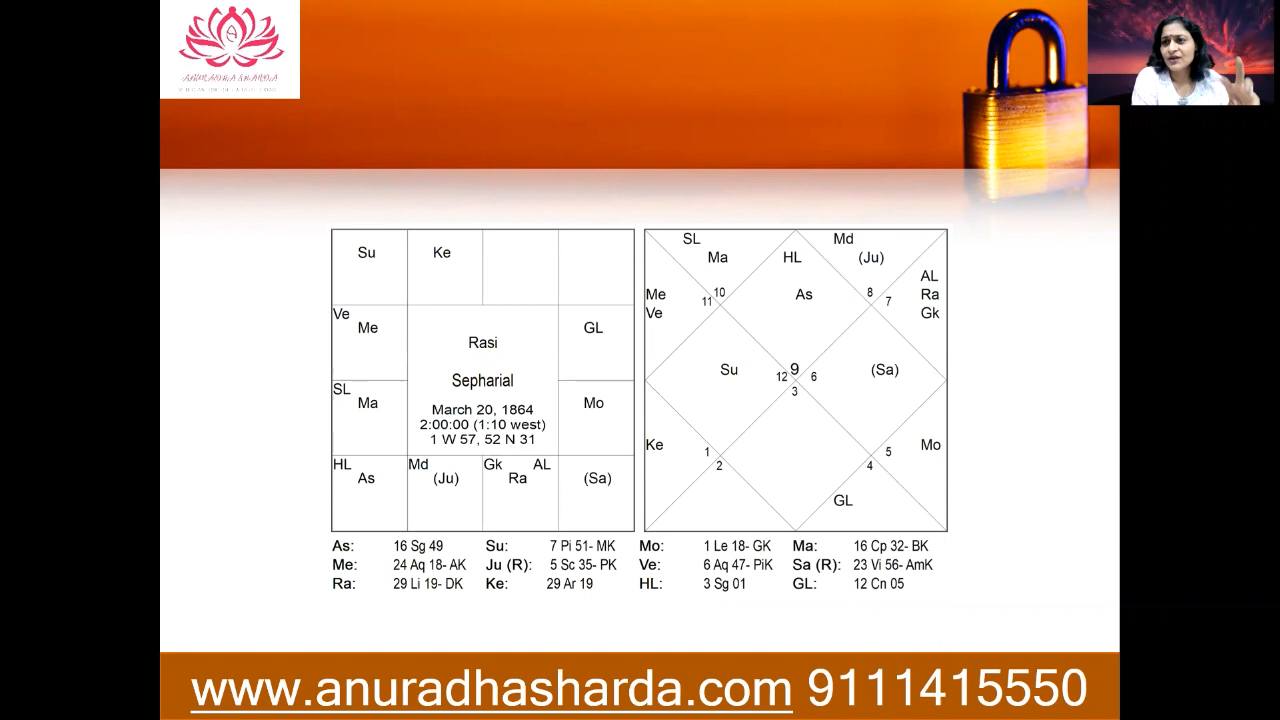 ANURADHA SHARDA
Su Ke
Ve
Me GL
Rasi
Sepharial
SL
Ma Mo
March 20, 1864
2:00:00 (1:10 west)
1 W 57, 52 N 31
HL Md Gk AL
As (Ju) Ra (Sa)
SL Md
Ma HL (Ju)
AL
Me As Ra
Ve Gk
10 8
11 7
Su 12 9 6 (Sa)
3
Ke 1 5 Mo
2 4
GL
As: 16 Sg 49 Su: 7 Pi 51- MK Mo: 1 Le 18- GK Ma: 16 Cp 32- BK
Me: 24 Aq 18- AK Ju (R): 5 Sc 35- PK Ve: 6 Aq 47- PiK Sa (R): 23 Vi 56- AmK
Ra: 29 Li 19- DK Ke: 29 Ar 19 HL: 3 Sg 01 GL: 12 Cn 05
www.anuradhasharda.com 9111415550